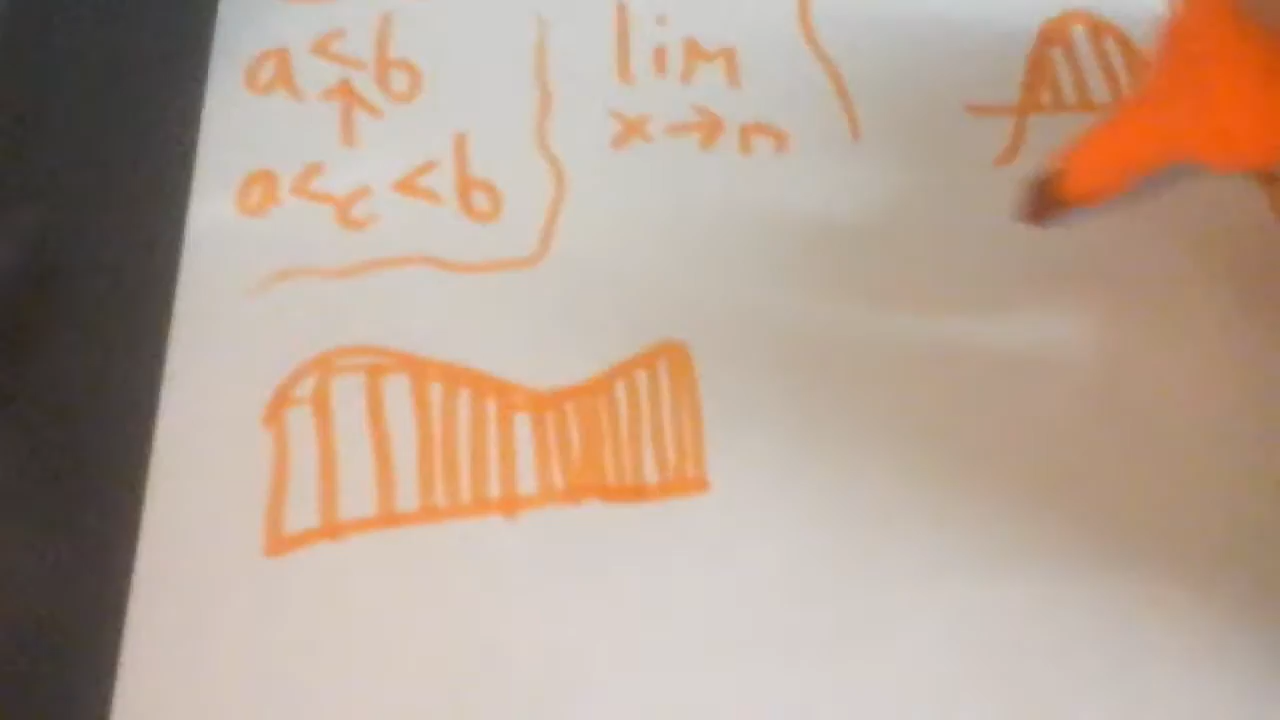 a < b
↑
a < c < b
lim
x → n